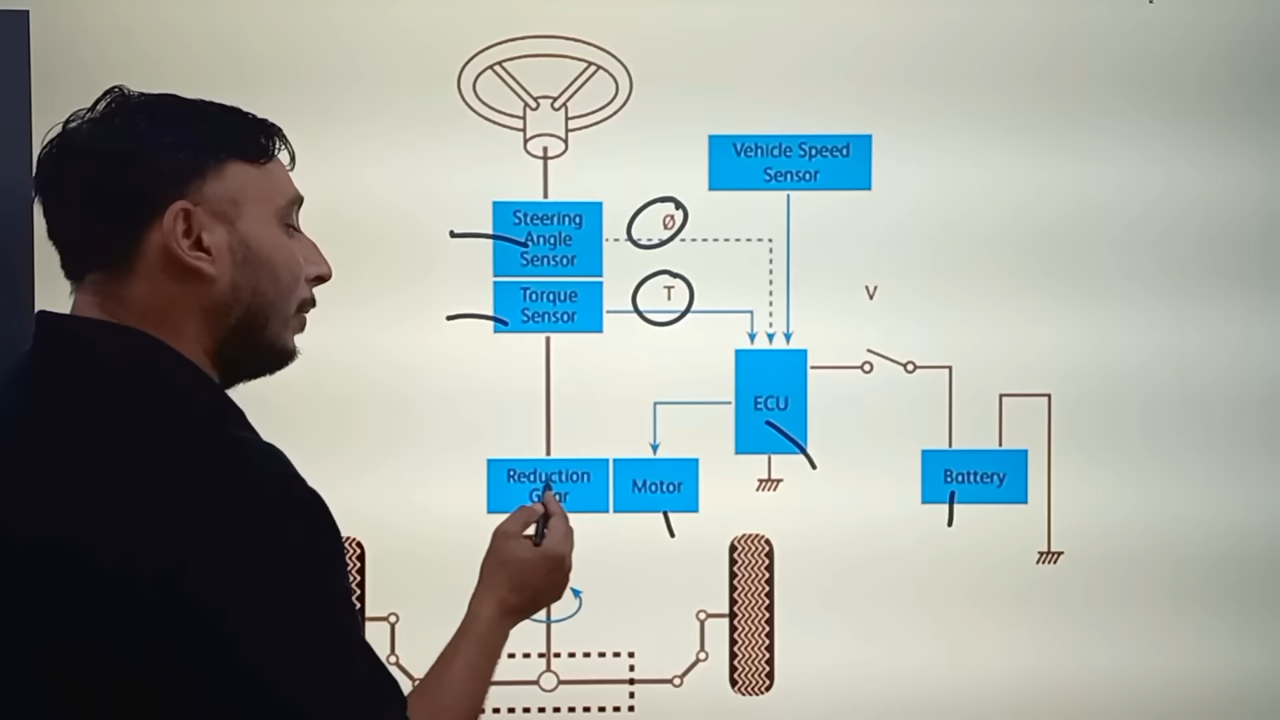 Vehicle Speed
Sensor
Steering
Angle
Sensor
Ø
Torque
Sensor
T
V
ECU
Reduction
Gear
Motor
Battery